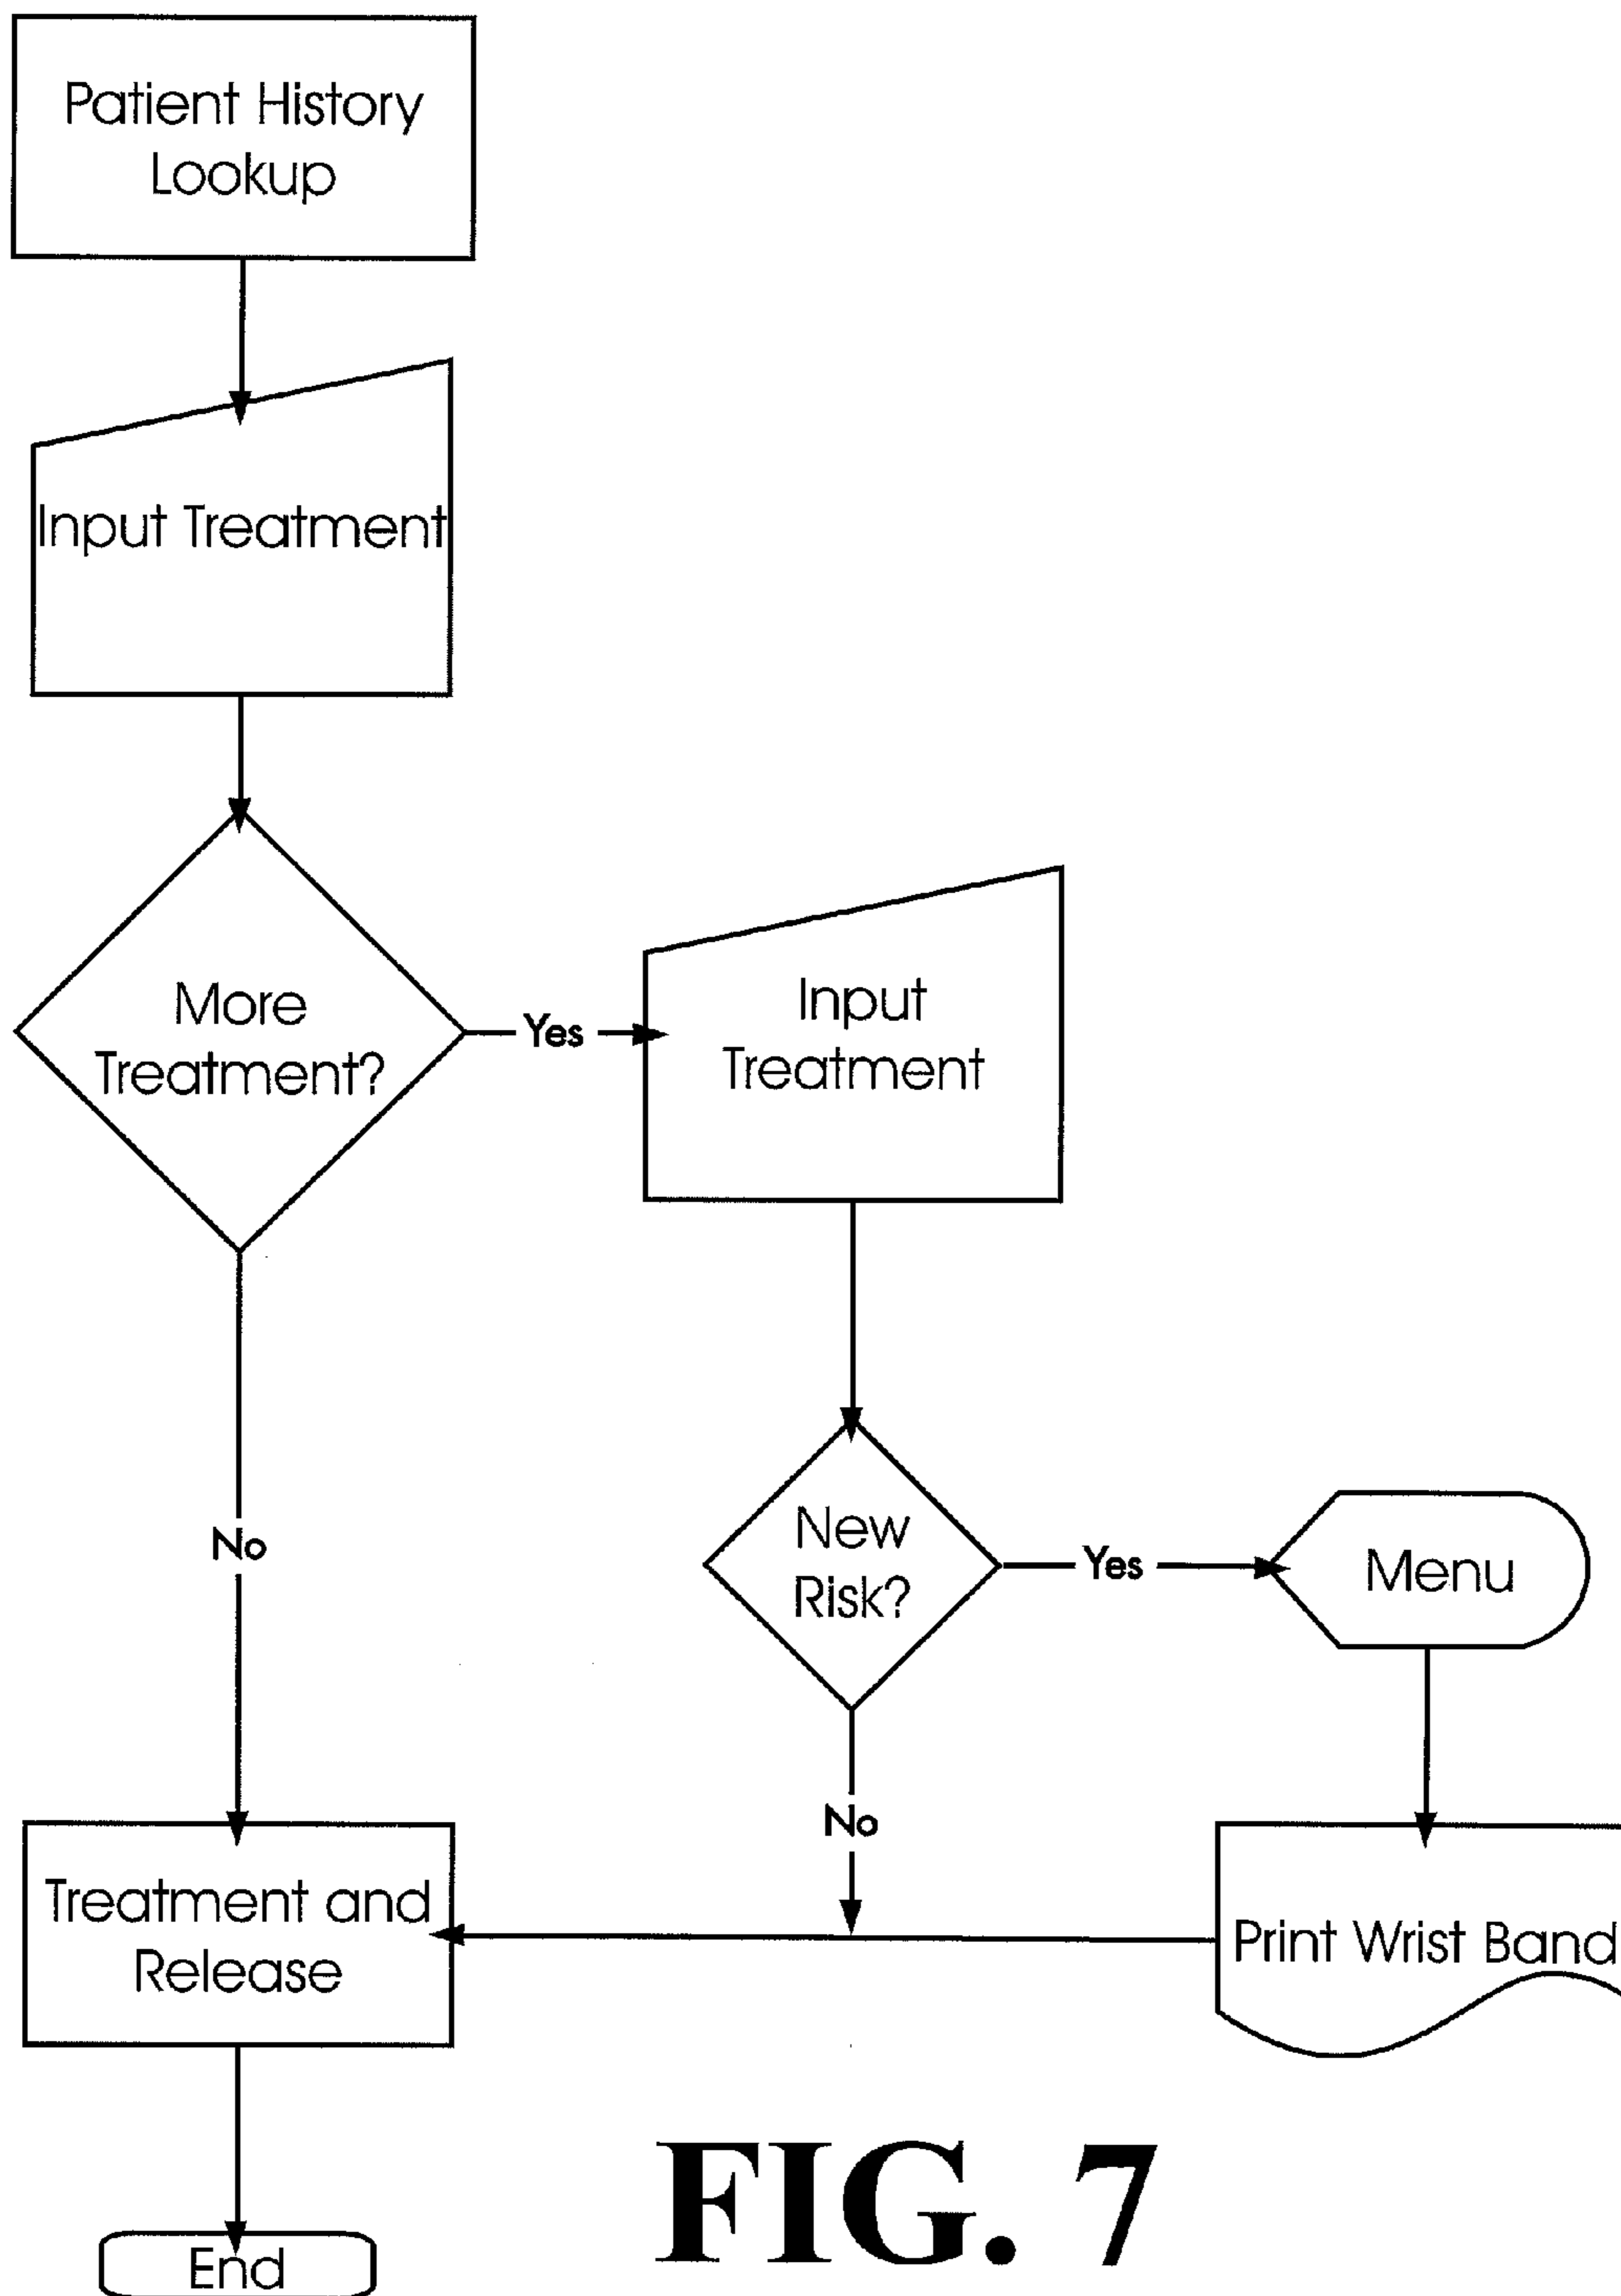 Patient History
Lookup
Input Treatment
More
Treatment?
Yes
Input
Treatment
No
New
Risk?
Yes
Menu
No
Treatment and
Release
Print Wrist Band
End
FIG. 7